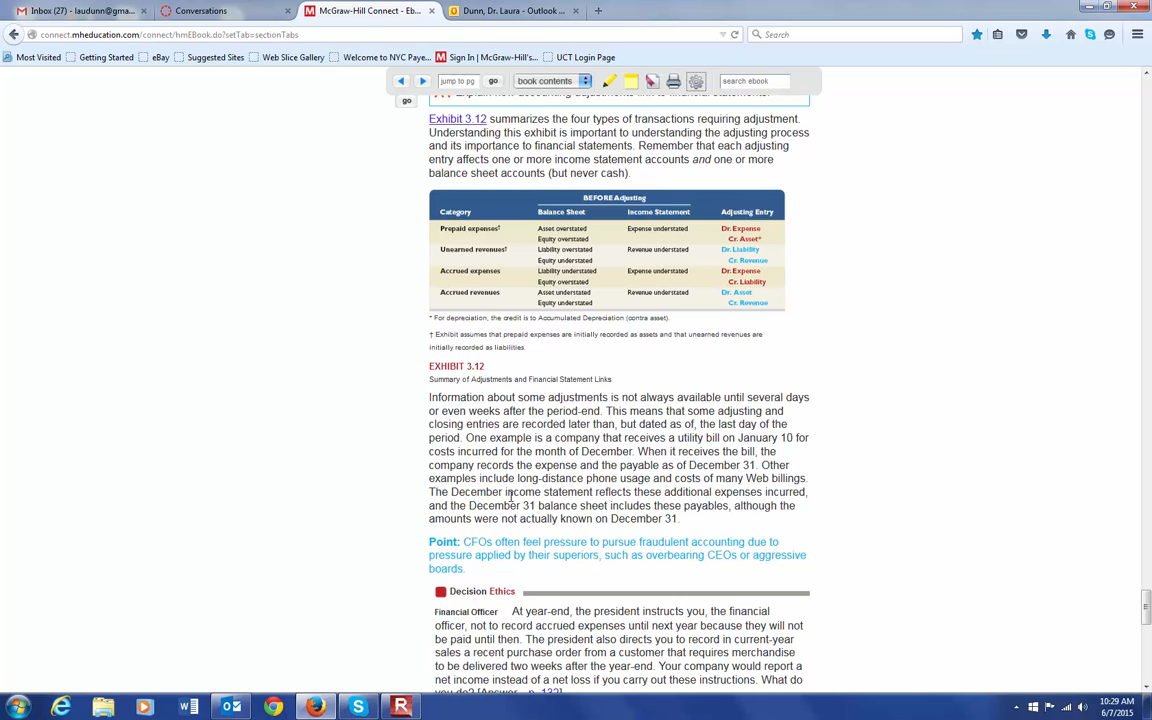 Inbox (27) - laudunn@gma...
Conversations
McGraw-Hill Connect - Eb...
Dunn, Dr. Laura - Outlook ...
connect.mheducation.com/connect/hmEBook.do?setTab=sectionTabs
Search
Most Visited Getting Started eBay Suggested Sites Web Slice Gallery Welcome to NYC Paye... Sign In | McGraw-Hill's... UCT Login Page
jump to pg go book contents search ebook
go
Exhibit 3.12 summarizes the four types of transactions requiring adjustment.
Understanding this exhibit is important to understanding the adjusting process
and its importance to financial statements. Remember that each adjusting
entry affects one or more income statement accounts and one or more
balance sheet accounts (but never cash).
BEFORE Adjusting
Category Balance Sheet Income Statement Adjusting Entry
Prepaid expenses† Asset overstated Expense understated Dr. Expense
Equity overstated Cr. Asset*
Unearned revenues† Liability overstated Revenue understated Dr. Liability
Equity understated Cr. Revenue
Accrued expenses Liability understated Expense understated Dr. Expense
Equity overstated Cr. Liability
Accrued revenues Asset understated Revenue understated Dr. Asset
Equity understated Cr. Revenue
* For depreciation, the credit is to Accumulated Depreciation (contra asset).
† Exhibit assumes that prepaid expenses are initially recorded as assets and that unearned revenues are
initially recorded as liabilities.
EXHIBIT 3.12
Summary of Adjustments and Financial Statement Links
Information about some adjustments is not always available until several days
or even weeks after the period-end. This means that some adjusting and
closing entries are recorded later than, but dated as of, the last day of the
period. One example is a company that receives a utility bill on January 10 for
costs incurred for the month of December. When it receives the bill, the
company records the expense and the payable as of December 31. Other
examples include long-distance phone usage and costs of many Web billings.
The December income statement reflects these additional expenses incurred,
and the December 31 balance sheet includes these payables, although the
amounts were not actually known on December 31.
Point: CFOs often feel pressure to pursue fraudulent accounting due to
pressure applied by their superiors, such as overbearing CEOs or aggressive
boards.
Decision Ethics
Financial Officer At year-end, the president instructs you, the financial
officer, not to record accrued expenses until next year because they will not
be paid until then. The president also directs you to record in current-year
sales a recent purchase order from a customer that requires merchandise
to be delivered two weeks after the year-end. Your company would report a
net income instead of a net loss if you carry out these instructions. What do
you do? [Answer— p. 132]
10:29 AM
6/7/2015